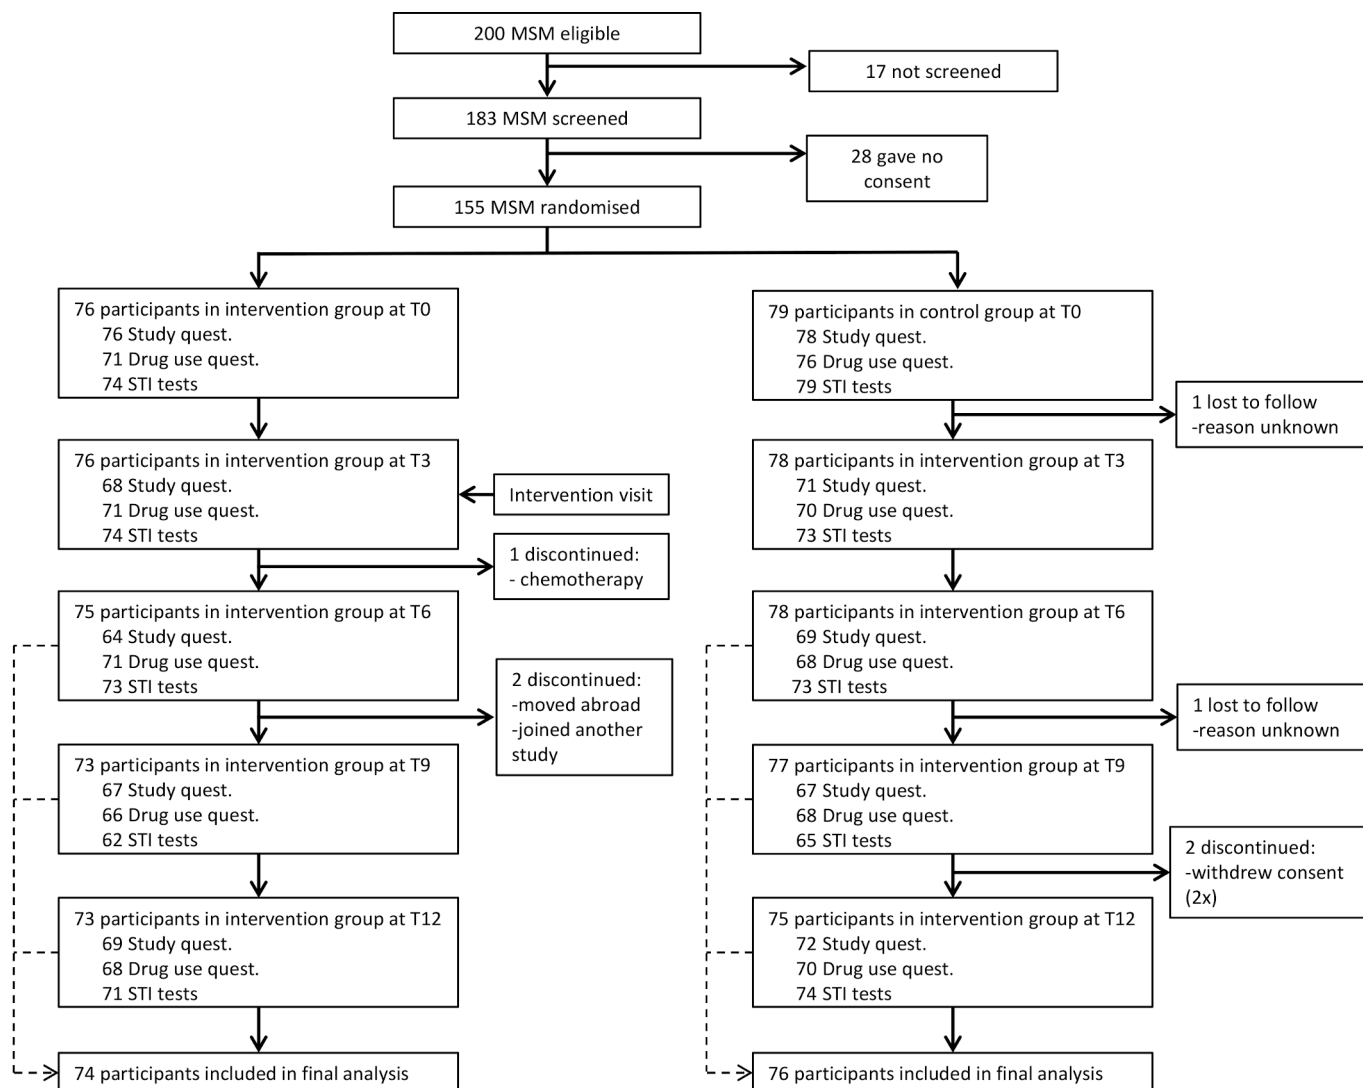 200 MSM eligible
17 not screened
183 MSM screened
28 gave no
consent
155 MSM randomised
76 participants in intervention group at T0
76 Study quest.
71 Drug use quest.
74 STI tests
79 participants in control group at T0
78 Study quest.
76 Drug use quest.
79 STI tests
1 lost to follow
-reason unknown
76 participants in intervention group at T3
68 Study quest.
71 Drug use quest.
74 STI tests
Intervention visit
78 participants in intervention group at T3
71 Study quest.
70 Drug use quest.
73 STI tests
1 discontinued:
- chemotherapy
75 participants in intervention group at T6
64 Study quest.
71 Drug use quest.
73 STI tests
78 participants in intervention group at T6
69 Study quest.
68 Drug use quest.
73 STI tests
2 discontinued:
-moved abroad
-joined another
study
1 lost to follow
-reason unknown
73 participants in intervention group at T9
67 Study quest.
66 Drug use quest.
62 STI tests
77 participants in intervention group at T9
67 Study quest.
68 Drug use quest.
65 STI tests
2 discontinued:
-withdrew consent
(2x)
73 participants in intervention group at T12
69 Study quest.
68 Drug use quest.
71 STI tests
75 participants in intervention group at T12
72 Study quest.
70 Drug use quest.
74 STI tests
74 participants included in final analysis
76 participants included in final analysis